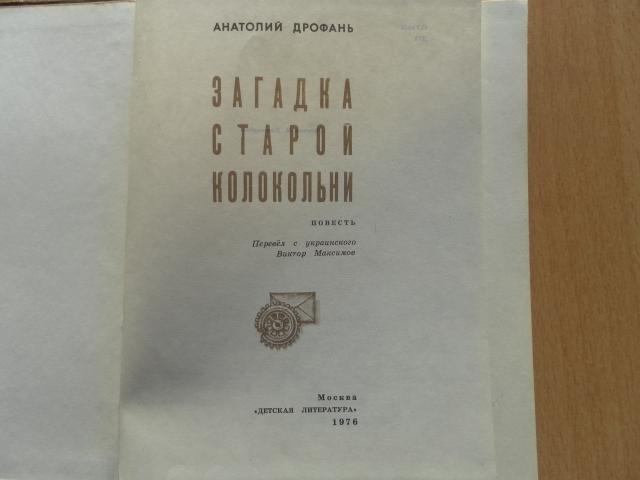 АНАТОЛИЙ ДРОФАНЬ
ЗАГАДКА
СТАРОЙ
КОЛОКОЛЬНИ
ПОВЕСТЬ
Перевёл с украинского
Виктор Максимов
Москва
«ДЕТСКАЯ ЛИТЕРАТУРА»
1976